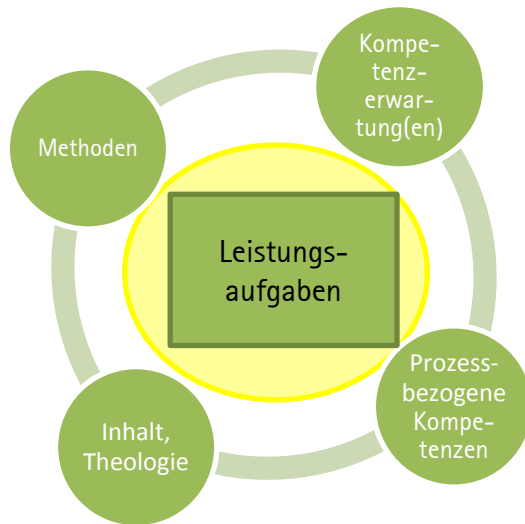 Kompe-
tenz-
erwar-
tung(en)
Methoden
Leistungs-
aufgaben
Prozess-
bezogene
Kompe-
tenzen
Inhalt,
Theologie